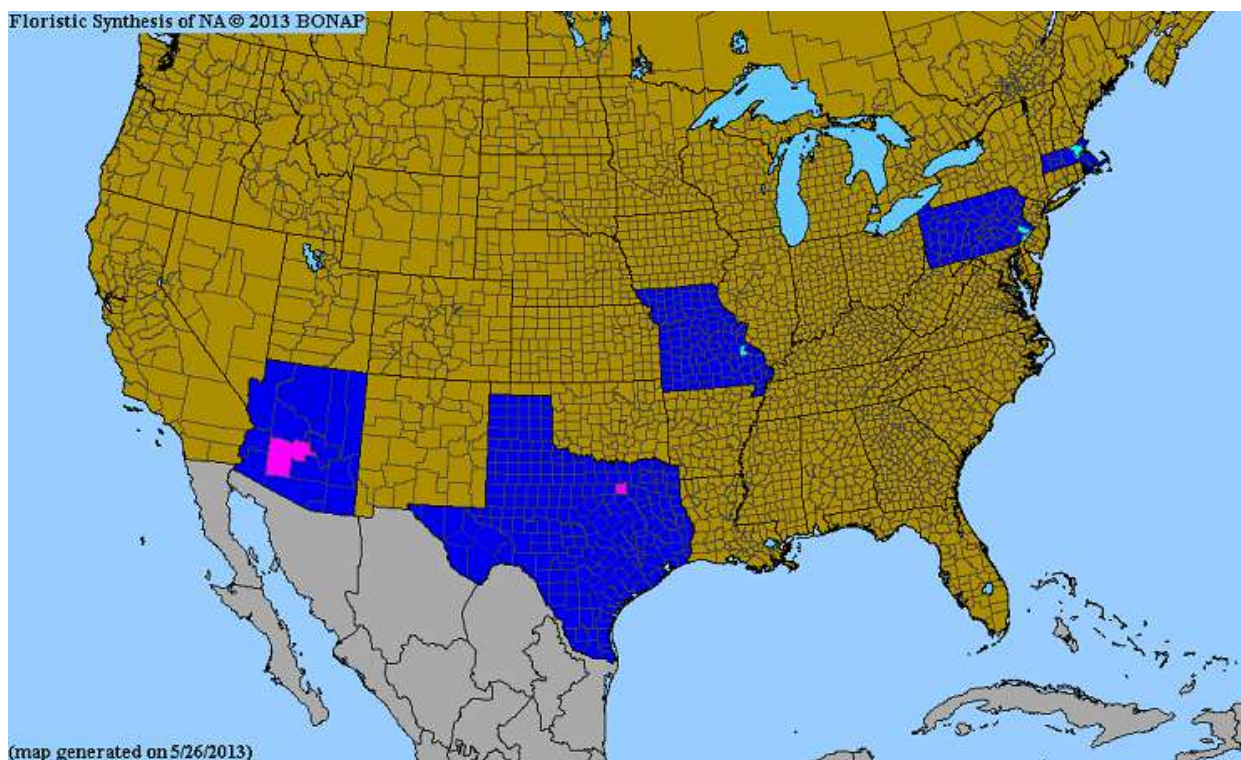 Floristic Synthesis of NA © 2013 BONAP
(map generated on 5/26/2013)